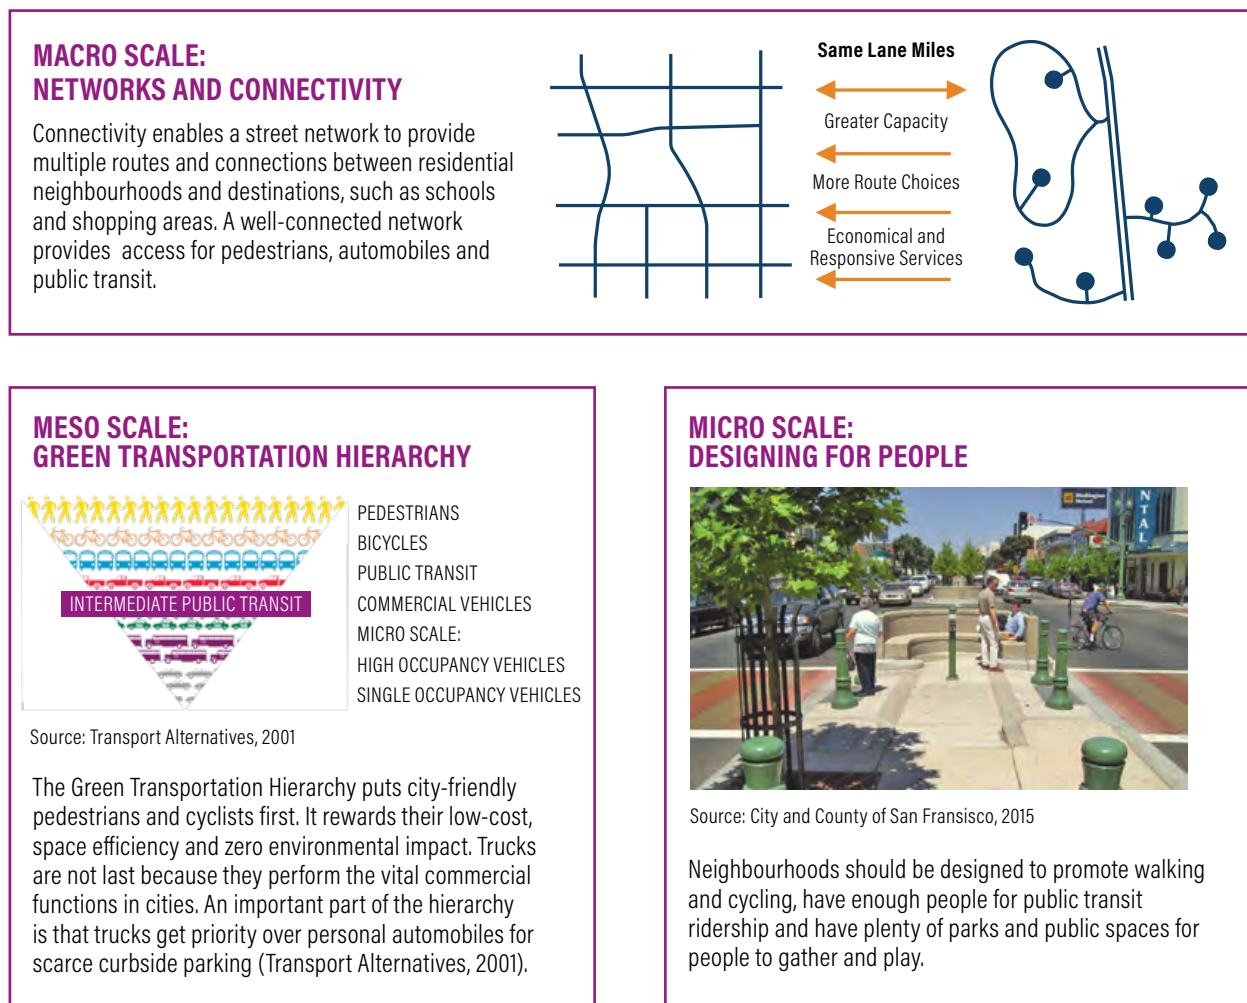 MACRO SCALE:
NETWORKS AND CONNECTIVITY
Connectivity enables a street network to provide
multiple routes and connections between residential
neighbourhoods and destinations, such as schools
and shopping areas. A well-connected network
provides  access for pedestrians, automobiles and
public transit.
Same Lane Miles
Greater Capacity
More Route Choices
Economical and
Responsive Services
MESO SCALE:
GREEN TRANSPORTATION HIERARCHY
PEDESTRIANS
BICYCLES
PUBLIC TRANSIT
INTERMEDIATE PUBLIC TRANSIT
COMMERCIAL VEHICLES
MICRO SCALE:
HIGH OCCUPANCY VEHICLES
SINGLE OCCUPANCY VEHICLES
Source: Transport Alternatives, 2001
The Green Transportation Hierarchy puts city-friendly
pedestrians and cyclists first. It rewards their low-cost,
space efficiency and zero environmental impact. Trucks
are not last because they perform the vital commercial
functions in cities. An important part of the hierarchy
is that trucks get priority over personal automobiles for
scarce curbside parking (Transport Alternatives, 2001).
MICRO SCALE:
DESIGNING FOR PEOPLE
Washington
Mutual
NTAL
Source: City and County of San Fransisco, 2015
Neighbourhoods should be designed to promote walking
and cycling, have enough people for public transit
ridership and have plenty of parks and public spaces for
people to gather and play.